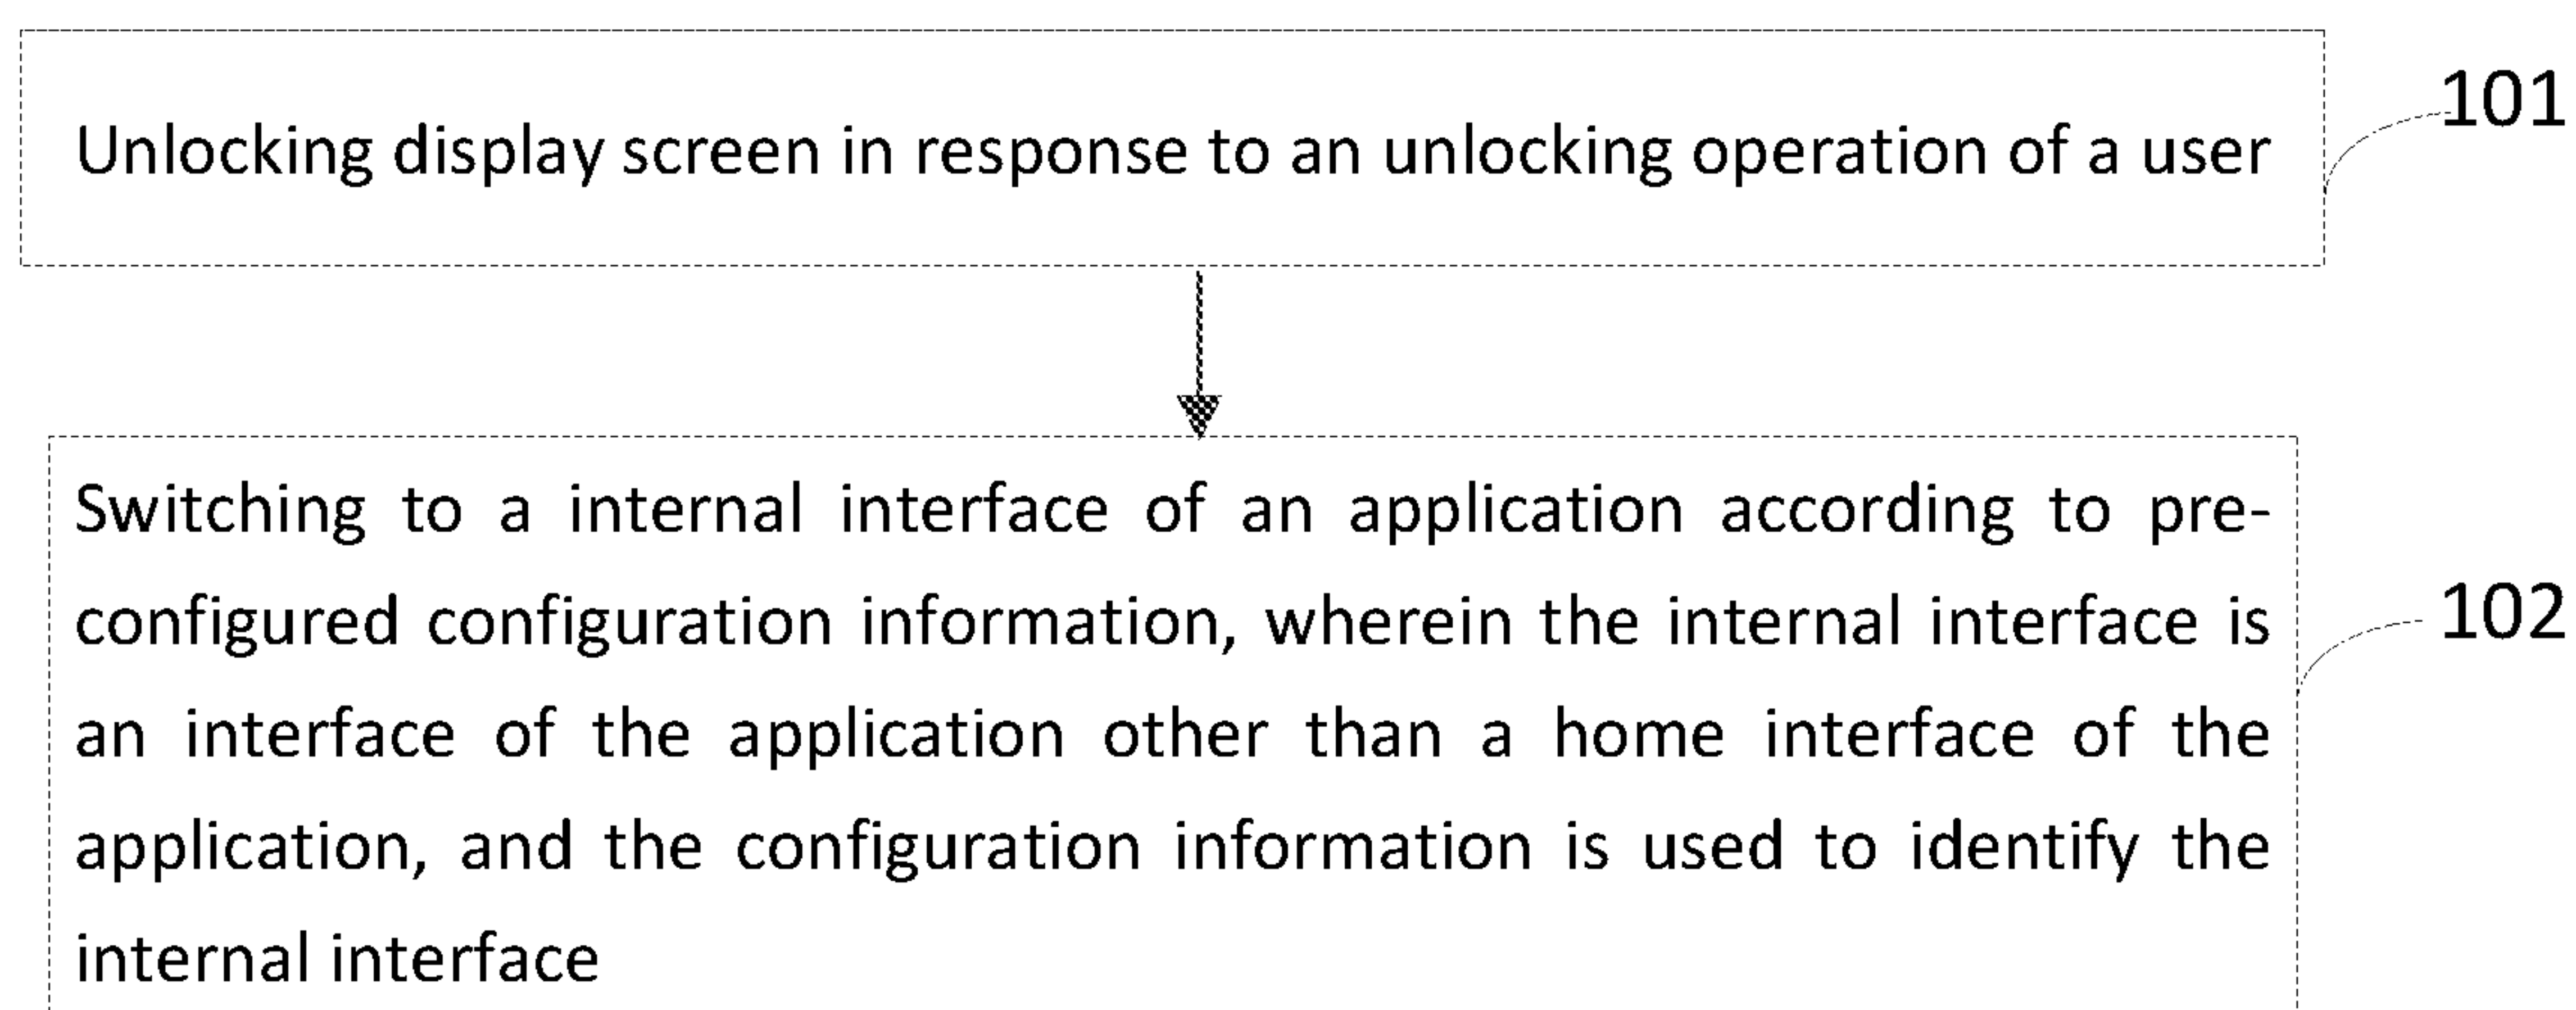 101
Unlocking display screen in response to an unlocking operation of a user
Switching to a internal interface of an application according to pre-
configured configuration information, wherein the internal interface is
102
an interface of the application other than a home interface of the
application, and the configuration information is used to identify the
internal interface